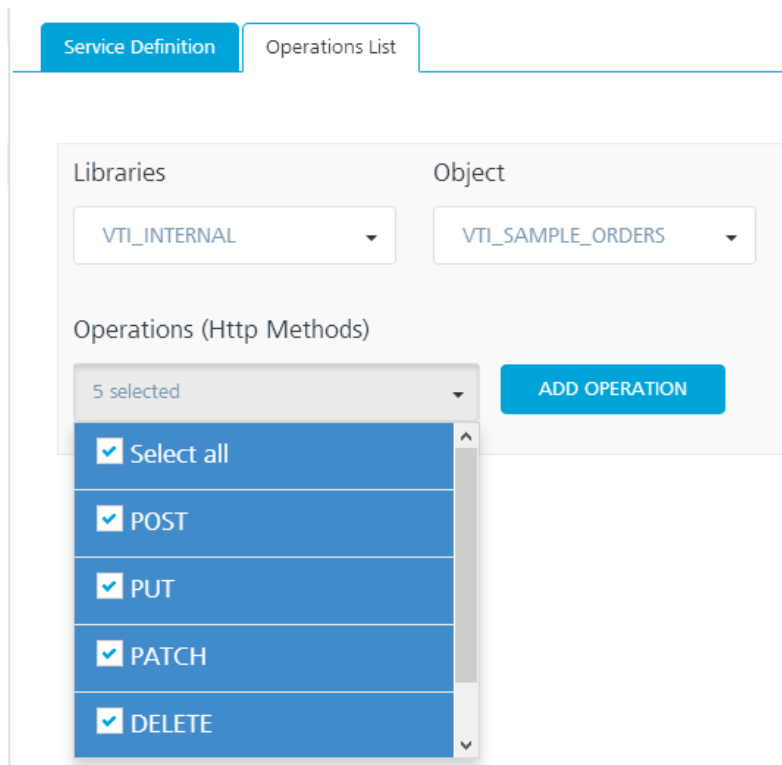 Service Definition
Operations List
Libraries
Object
VTI_INTERNAL
VTI_SAMPLE_ORDERS
Operations (Http Methods)
5 selected
ADD OPERATION
Select all
POST
PUT
PATCH
DELETE